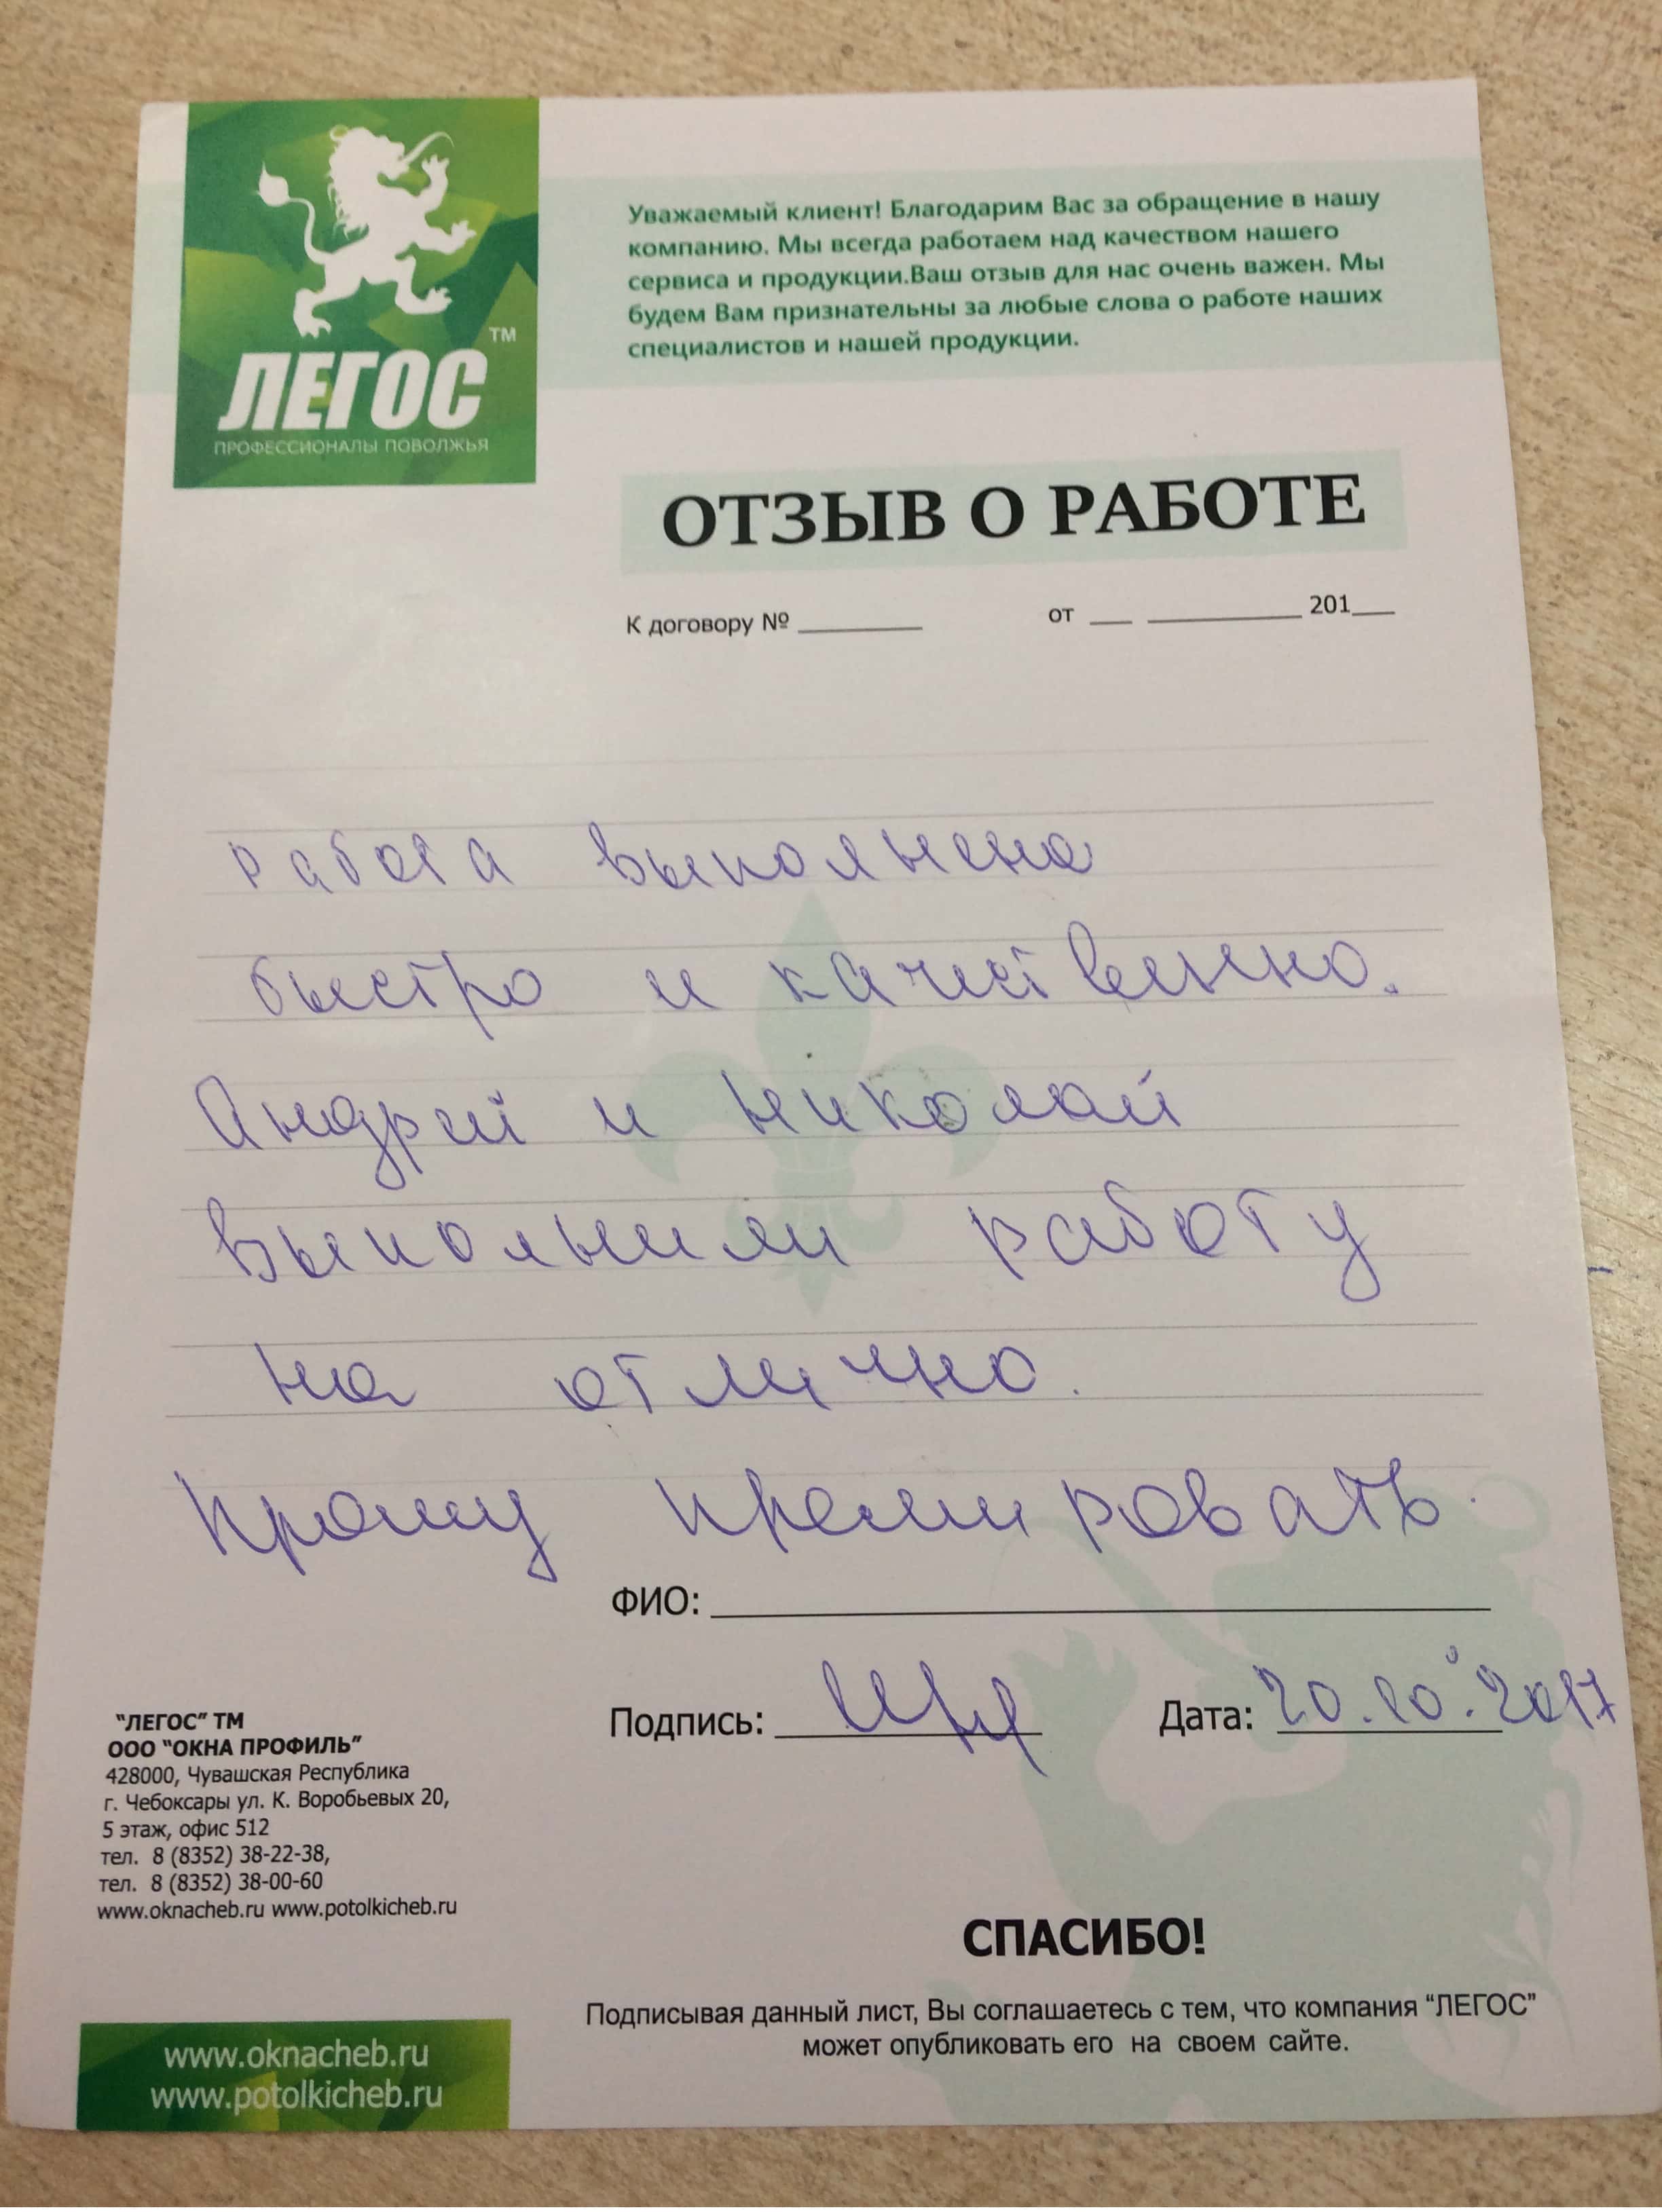 ТМ
ЛЕГОС
ПРОФЕССИОНАЛЫ ПОВОЛЖЬЯ
Уважаемый клиент! Благодарим Вас за обращение в нашу
компанию. Мы всегда работаем над качеством нашего
сервиса и продукции.Ваш отзыв для нас очень важен. Мы
будем Вам признательны за любые слова о работе наших
специалистов и нашей продукции.
ОТЗЫВ О РАБОТЕ
К договору № ________ от __ ________ 201__
работа выполнена
быстро и качественно.
Андрей и Николай
Выполнили работу
на отлично.
Прошу премировать
ФИО:
Подпись: Дата: 20.10.2017
"ЛЕГОС" ТМ
ООО "ОКНА ПРОФИЛЬ"
428000, Чувашская Республика
г. Чебоксары ул. К. Воробьевых 20,
5 этаж, офис 512
тел. 8 (8352) 38-22-38,
тел. 8 (8352) 38-00-60
www.oknacheb.ru www.potolkicheb.ru
СПАСИБО!
Подписывая данный лист, Вы соглашаетесь с тем, что компания "ЛЕГОС"
может опубликовать его на своем сайте.
www.oknacheb.ru
www.potolkicheb.ru